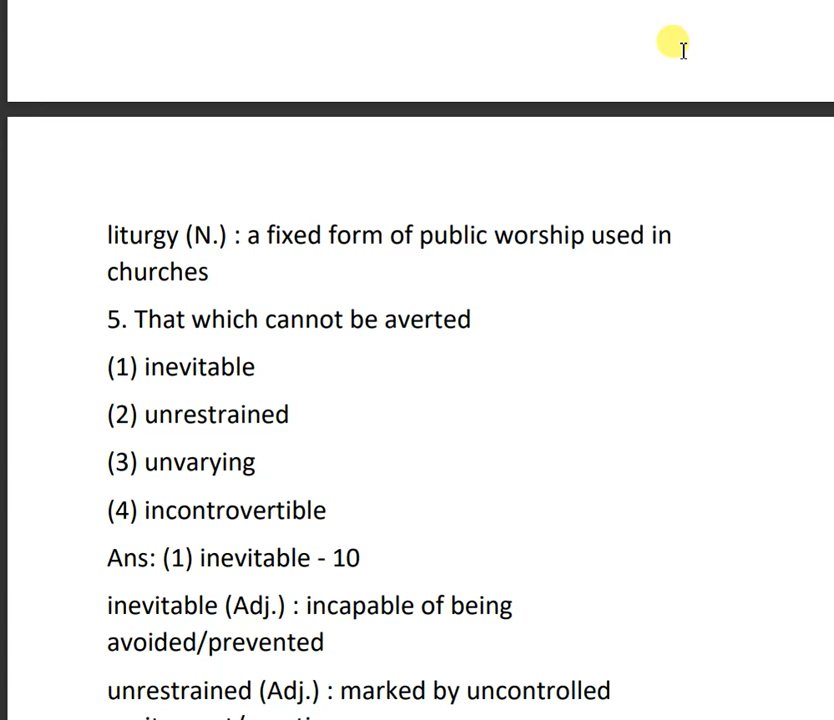 liturgy (N.) : a fixed form of public worship used in
churches
5. That which cannot be averted
(1) inevitable
(2) unrestrained
(3) unvarying
(4) incontrovertible
Ans: (1) inevitable - 10
inevitable (Adj.) : incapable of being
avoided/prevented
unrestrained (Adj.) : marked by uncontrolled